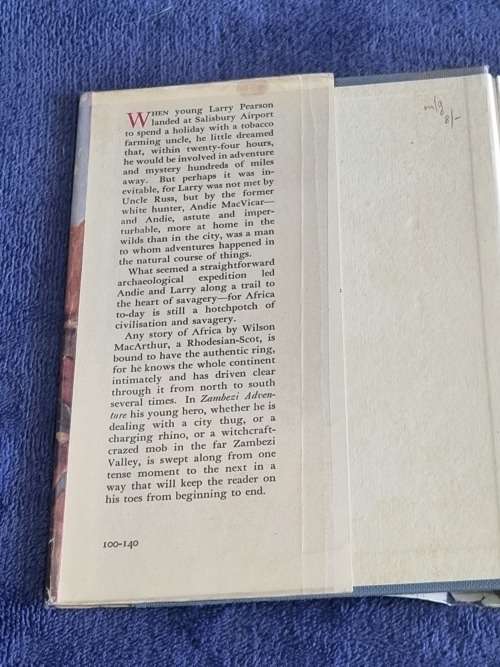 WHEN young Larry Pearson
landed at Salisbury Airport
to spend a holiday with a tobacco
farming uncle, he little dreamed
that, within twenty-four hours,
he would be involved in adventure
and mystery hundreds of miles
away. But perhaps it was in-
evitable, for Larry was not met by
Uncle Russ, but by the former
white hunter, Andie MacVicar—
and Andie, astute and imper-
turbable, more at home in the
wilds than in the city, was a man
to whom adventures happened in
the natural course of things.
What seemed a straightforward
archaeological expedition led
Andie and Larry along a trail to
the heart of savagery—for Africa
to-day is still a hotchpotch of
civilisation and savagery.
Any story of Africa by Wilson
MacArthur, a Rhodesian-Scot, is
bound to have the authentic ring,
for he knows the whole continent
intimately and has driven clear
through it from north to south
several times. In Zambezi Adven-
ture his young hero, whether he is
dealing with a city thug, or a
charging rhino, or a witchcraft-
crazed mob in the far Zambezi
Valley, is swept along from one
tense moment to the next in a
way that will keep the reader on
his toes from beginning to end.
100-140
8/-